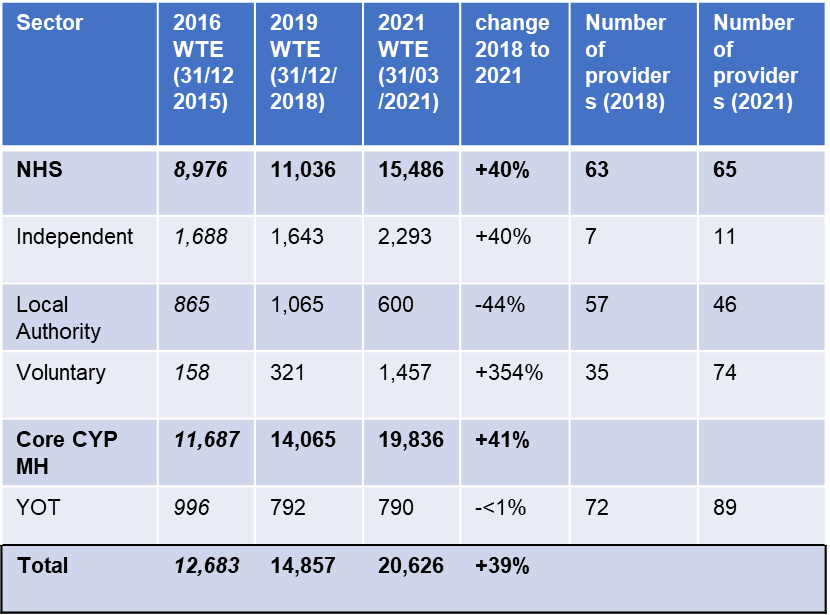 Sector 2016 2019 2021 change Number Number
WTE WTE WTE 2018 to of of
(31/12 (31/12/ (31/03 2021 provider provider
2015) 2018) /2021) s (2018) s (2021)
NHS 8,976 11,036 15,486 +40% 63 65
Independent 1,688 1,643 2,293 +40% 7 11
Local 865 1,065 600 -44% 57 46
Authority
Voluntary 158 321 1,457 +354% 35 74
Core CYP 11,687 14,065 19,836 +41%
MH
YOT 996 792 790 -<1% 72 89
Total 12,683 14,857 20,626 +39%